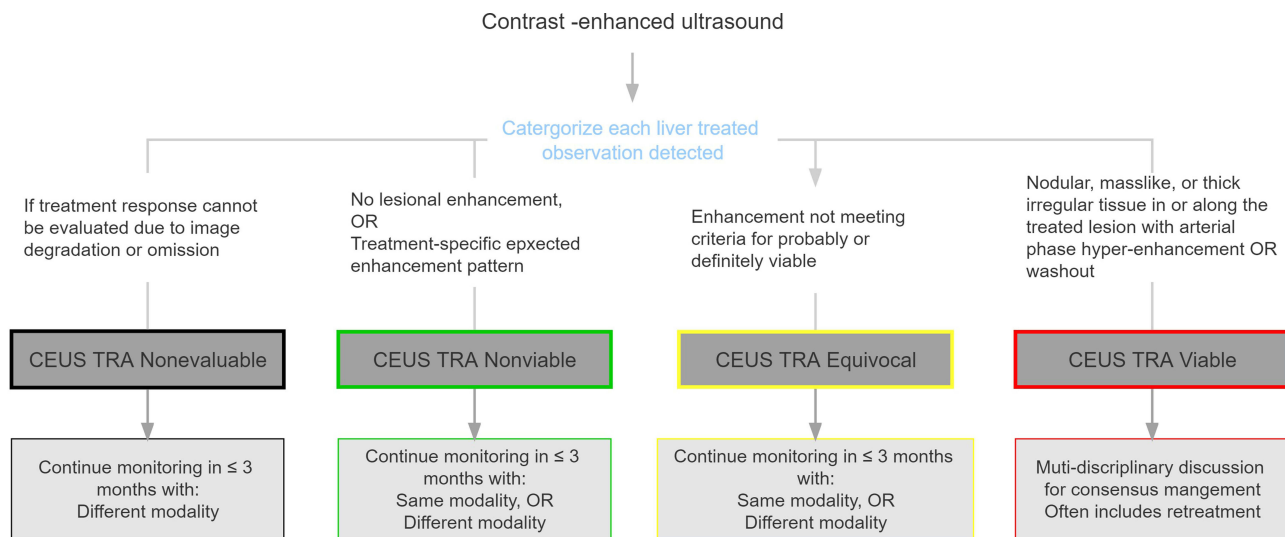 Contrast -enhanced ultrasound
Catergorize each liver treated
observation detected
If treatment response cannot
be evaluated due to image
degradation or omission
No lesional enhancement,
OR
Treatment-specific epxected
enhancement pattern
Enhancement not meeting
criteria for probably or
definitely viable
Nodular, masslike, or thick
irregular tissue in or along the
treated lesion with arterial
phase hyper-enhancement OR
washout
CEUS TRA Nonevaluable
CEUS TRA Nonviable
CEUS TRA Equivocal
CEUS TRA Viable
Continue monitoring in ≤ 3
months with:
Different modality
Continue monitoring in ≤ 3
months with:
Same modality, OR
Different modality
Continue monitoring in ≤ 3 months
with:
Same modality, OR
Different modality
Muti-discriplinary discussion
for consensus mangement
Often includes retreatment